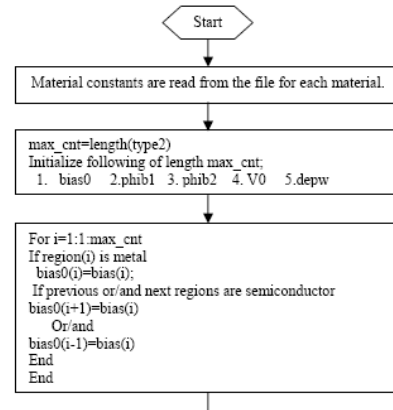 Start
Material constants are read from the file for each material.
max_cnt=length(type2)
Initialize following of length max_cnt;
1. bias0 2.phib1 3. phib2 4. V0 5.depw
For i=1:1:max_cnt
If region(i) is metal
bias0(i)=bias(i);
If previous or/and next regions are semiconductor
bias0(i+1)=bias(i)
Or/and
bias0(i-1)=bias(i)
End
End